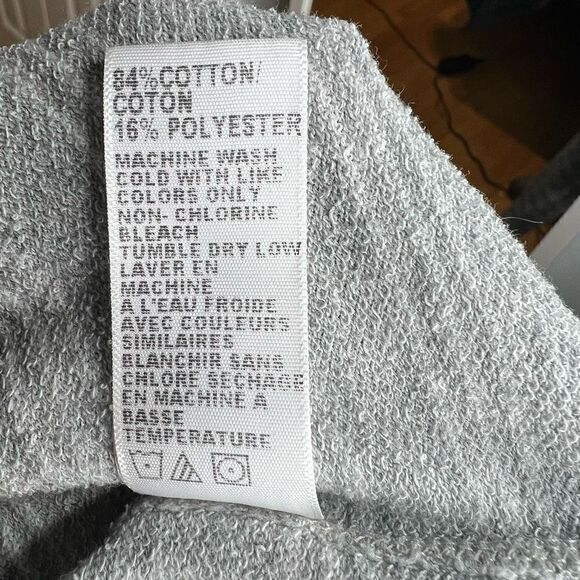 84%COTTON/
COTON
16% POLYESTER
MACHINE WASH
COLD WITH LIKE
COLORS ONLY
NON- CHLORINE
BLEACH
TUMBLE DRY LOW
LAVER EN
MACHINE
A L'EAU FROIDE
AVEC COULEURS
SIMILAIRES
BLANCHIR SANS
CHLORE SECHAGE
EN MACHINE A
BASSE
TEMPERATURE